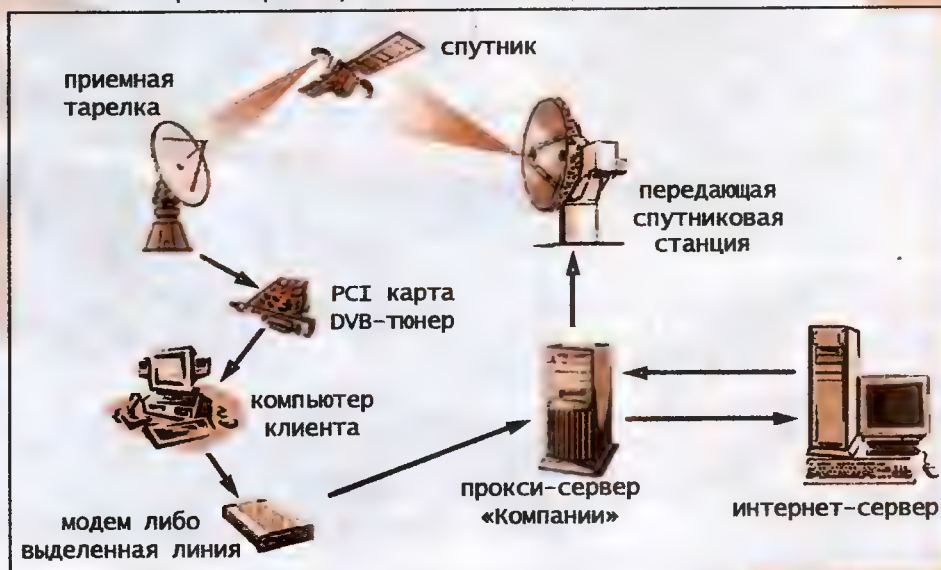 спутник
приемная
тарелка
передающая
спутниковая
станция
PCI карта
DVB-тюнер
компьютер
клиента
прокси-сервер
«Компании»
интернет-сервер
модем либо
выделенная линия